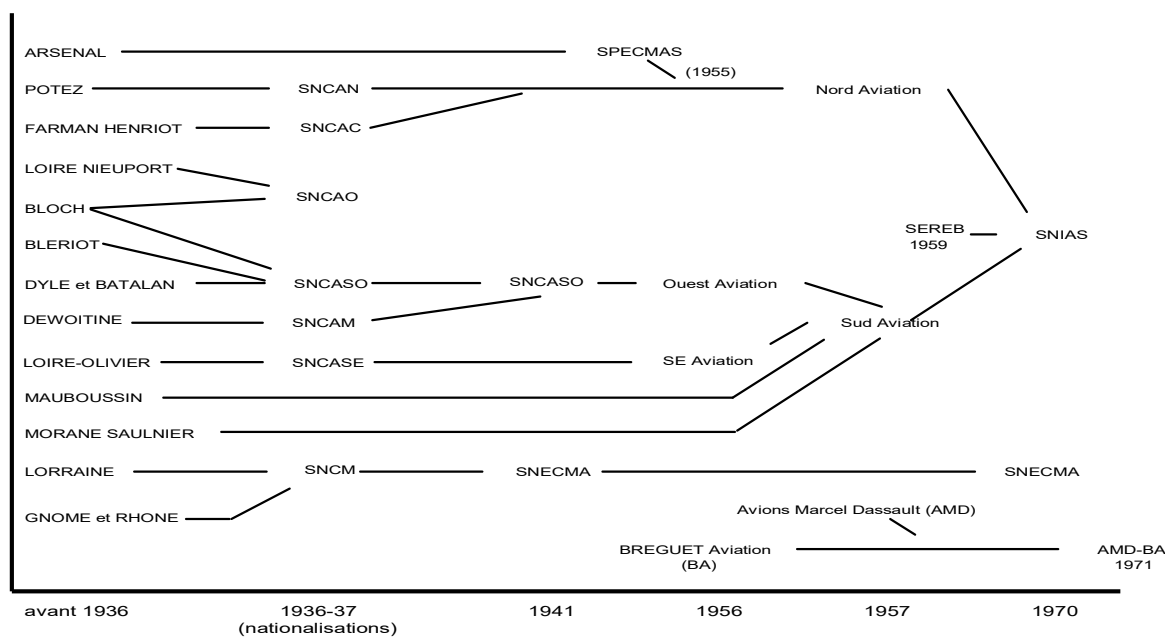 ARSENAL SPECMAS
(1955)
POTEZ SNCAN Nord Aviation
FARMAN HENRIOT SNCAC
LOIRE NIEUPORT
SNCAO
BLOCH
SEREB
1959
SNIAS
BLERIOT
DYLE et BATALAN SNCASO SNCASO Ouest Aviation
DEWOITINE SNCAM Sud Aviation
LOIRE-OLIVIER SNCASE SE Aviation
MAUBOUSSIN
MORANE SAULNIER
LORRAINE SNCM SNECMA SNECMA
GNOME et RHONE
Avions Marcel Dassault (AMD)
BREGUET Aviation
(BA)
AMD-BA
1971
avant 1936 1936-37 1941 1956 1957 1970
(nationalisations)